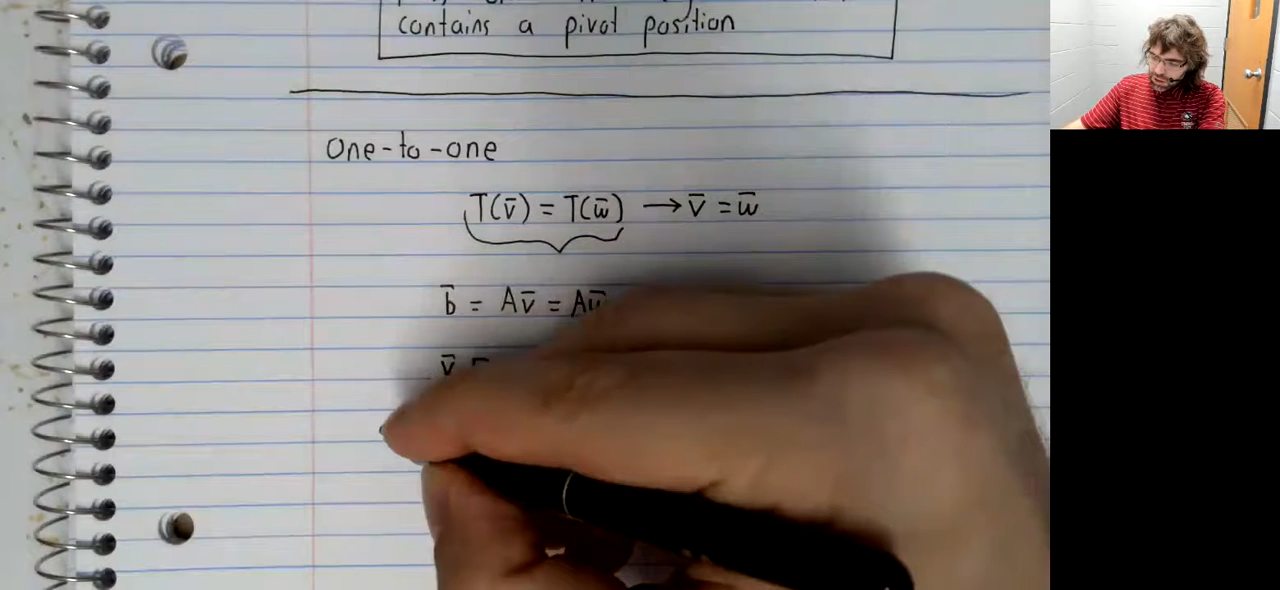 contains a pivot position
One-to-one
T(v̄) = T(w̄) → v̄ = w̄
b̄ = Av̄ = Aw̄
v̄